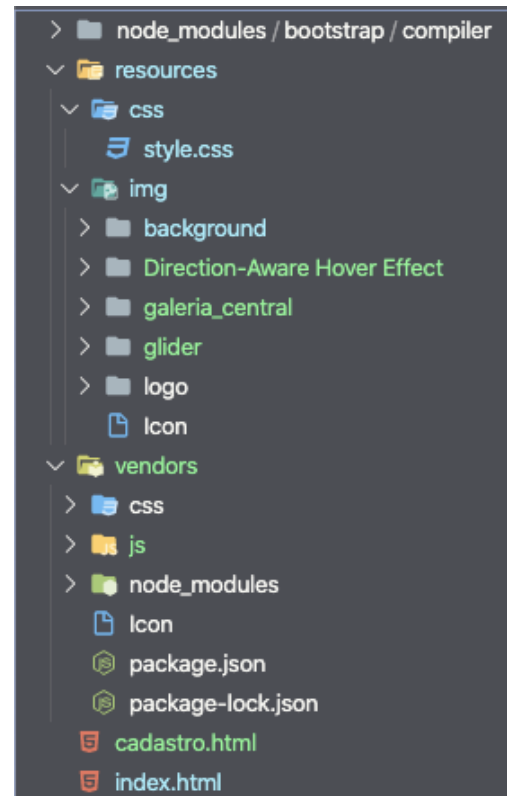 node_modules / bootstrap / compiler
resources
css
style.css
img
background
Direction-Aware Hover Effect
galeria_central
glider
logo
Icon
vendors
css
js
node_modules
Icon
package.json
package-lock.json
cadastro.html
index.html